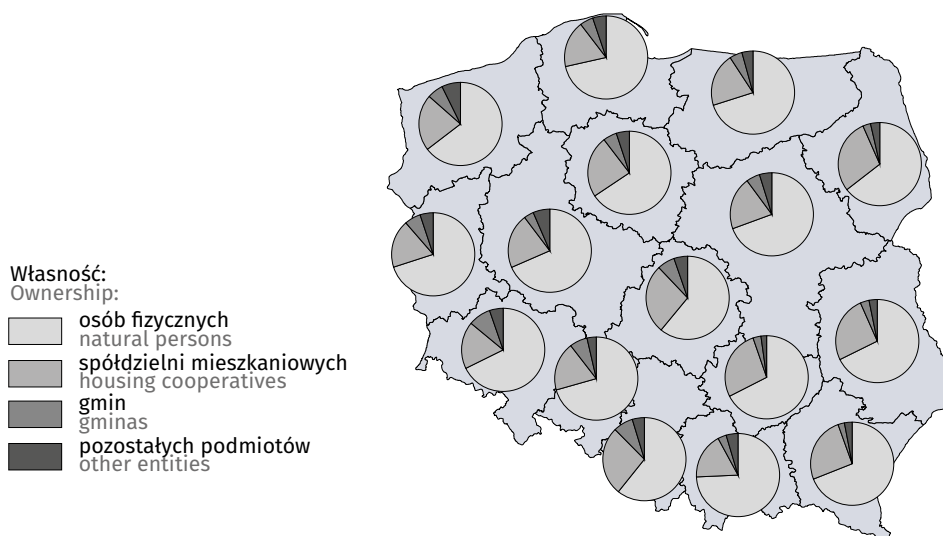 Własność:
Ownership:
osób fizycznych
natural persons
spółdzielni mieszkaniowych
housing cooperatives
gmin
gminas
pozostałych podmiotów
other entities